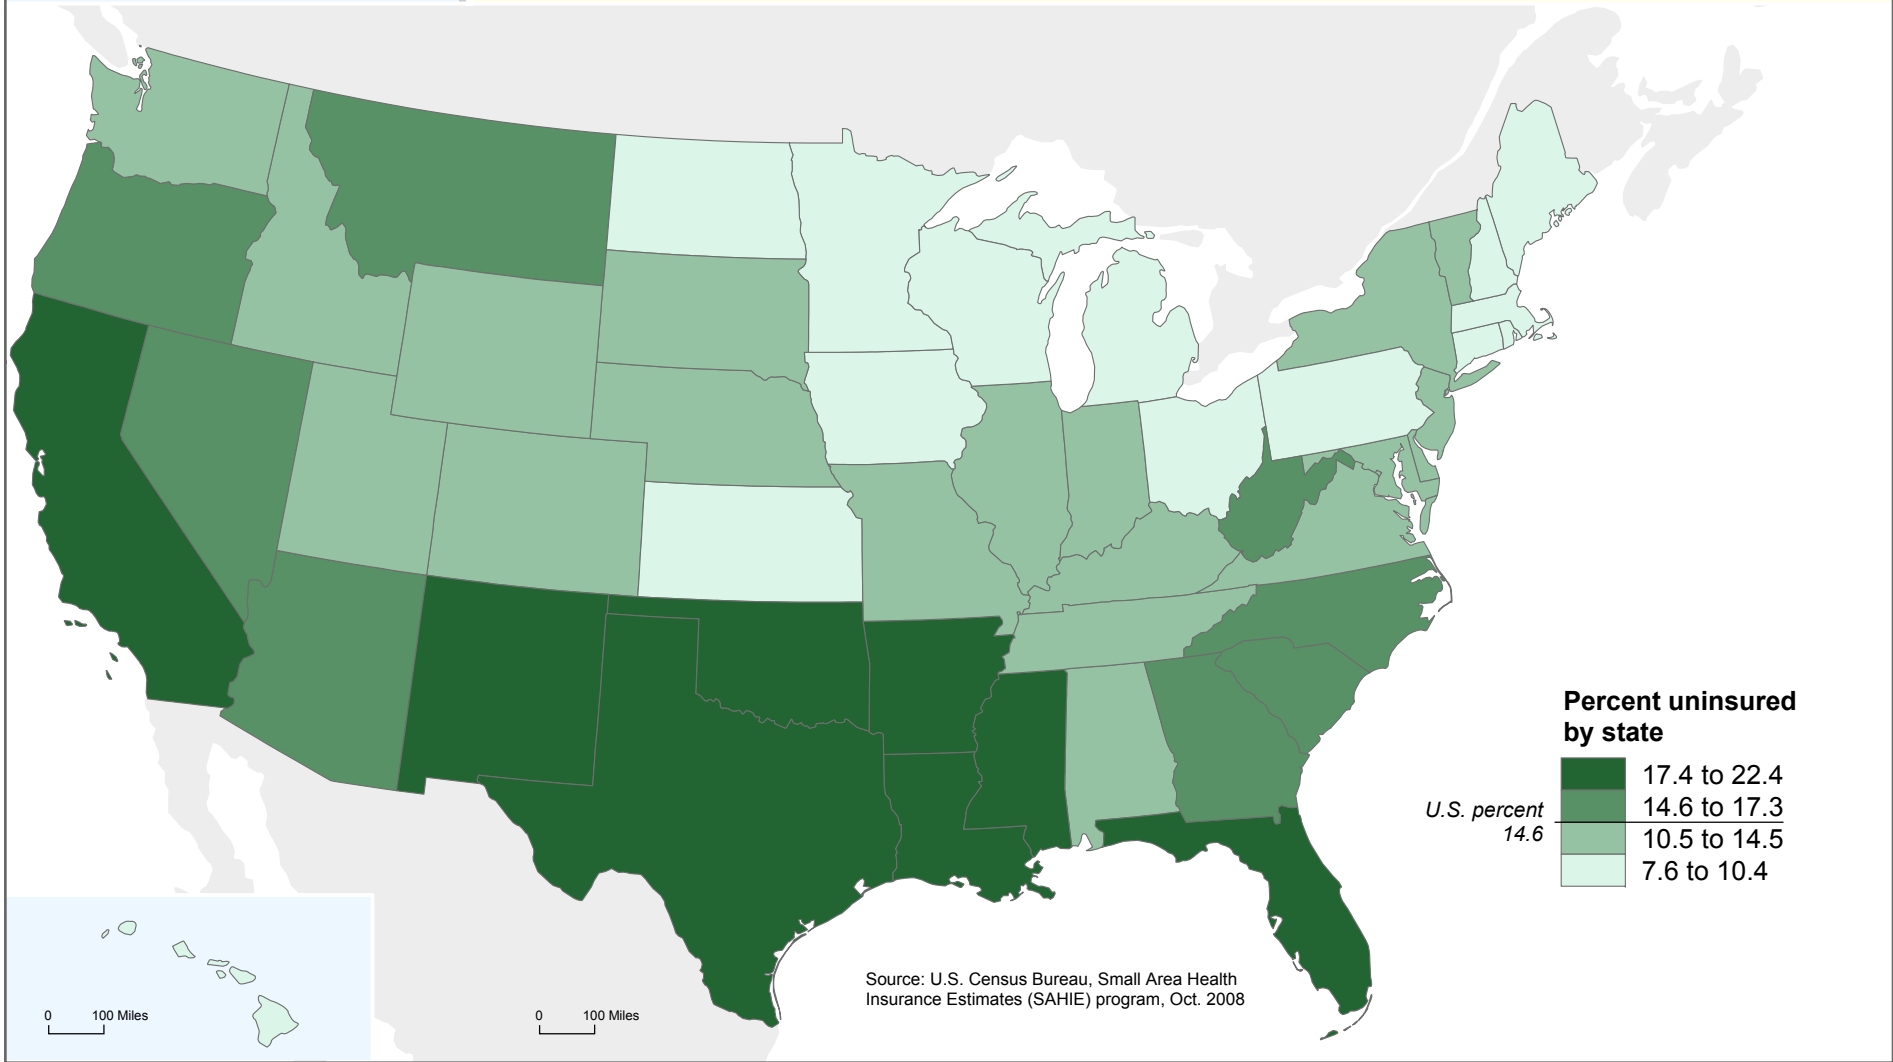 Percent uninsured
by state
17.4 to 22.4
14.6 to 17.3
10.5 to 14.5
7.6 to 10.4
U.S. percent
14.6
Source: U.S. Census Bureau, Small Area Health
Insurance Estimates (SAHIE) program, Oct. 2008
0 100 Miles
0 100 Miles